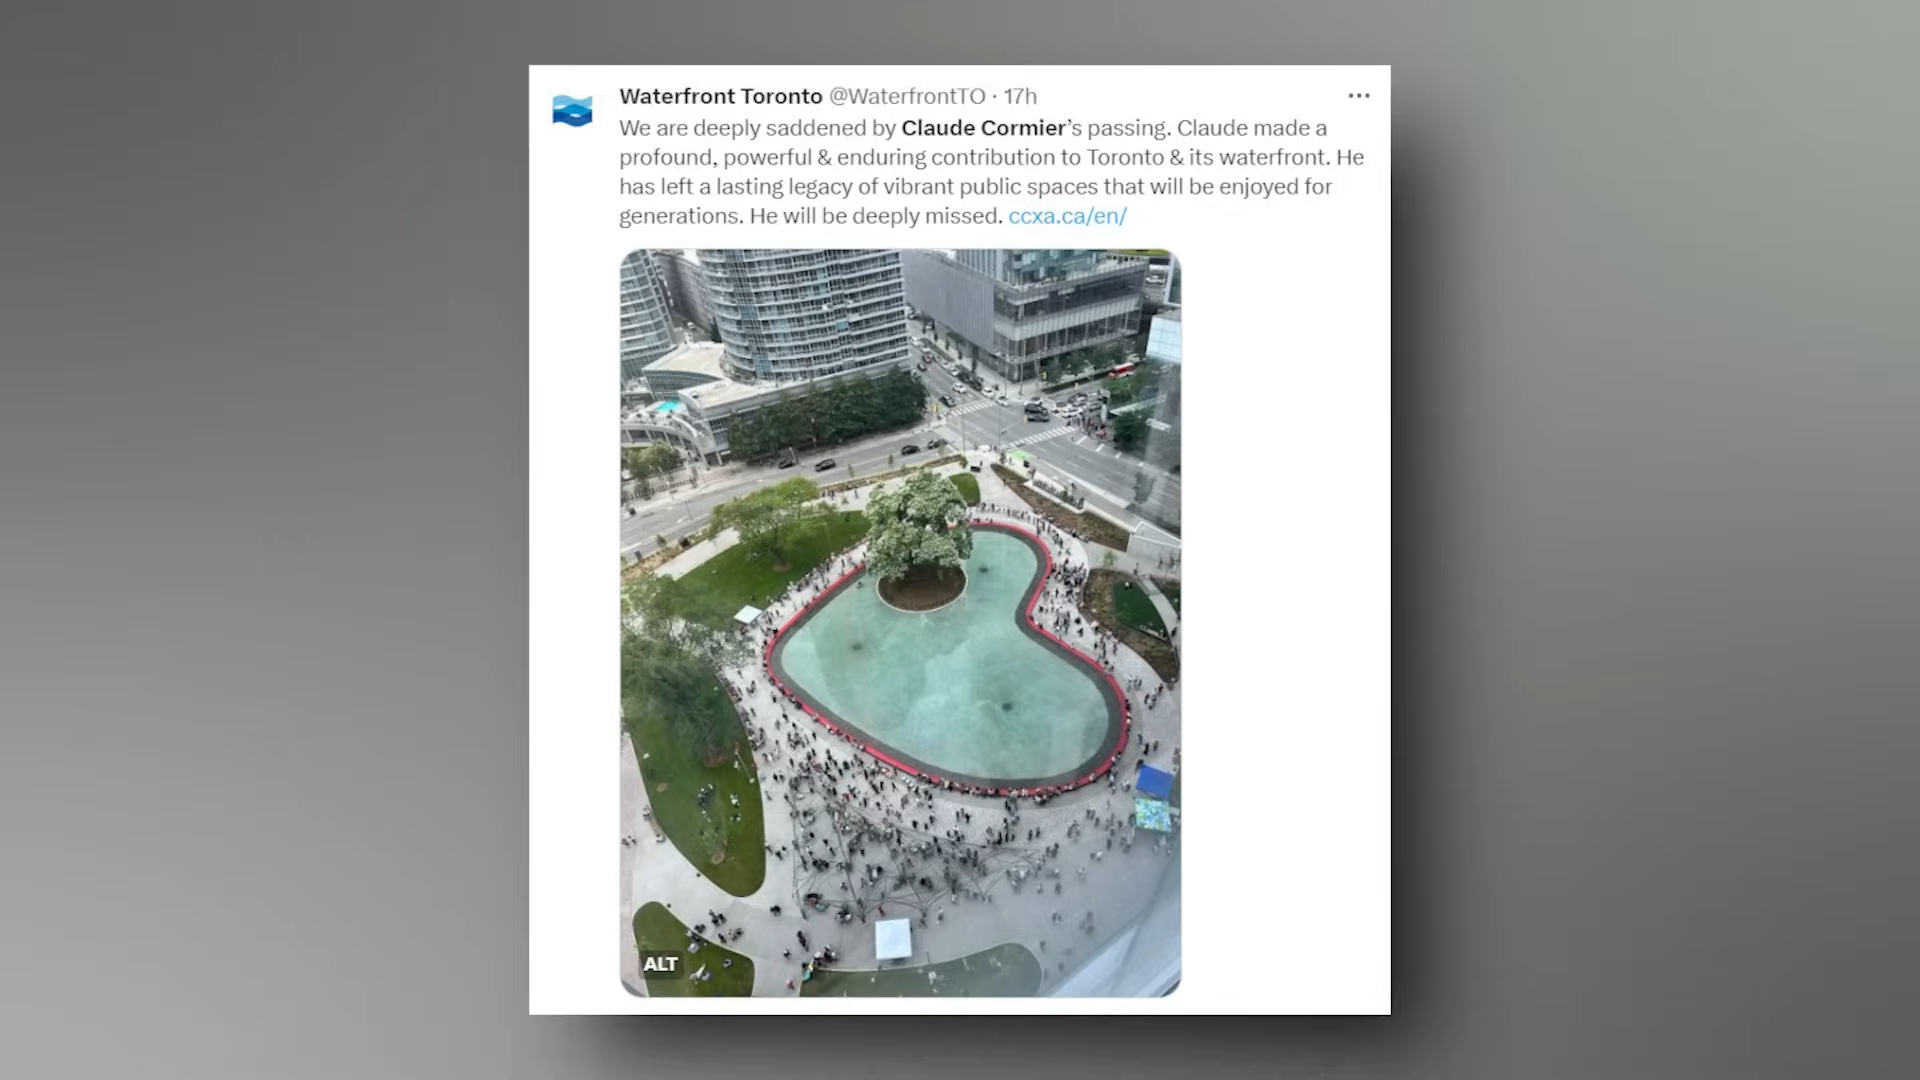 Waterfront Toronto @WaterfrontTO · 17h
We are deeply saddened by Claude Cormier's passing. Claude made a
profound, powerful & enduring contribution to Toronto & its waterfront. He
has left a lasting legacy of vibrant public spaces that will be enjoyed for
generations. He will be deeply missed. ccxa.ca/en/
ALT